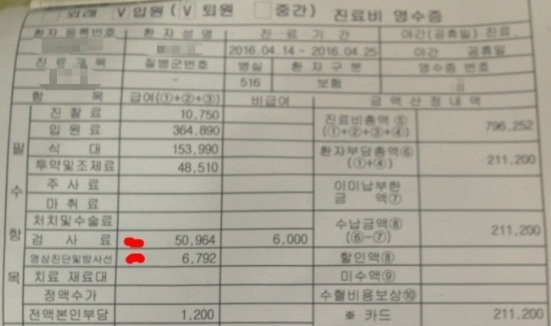 외래 V 입원 ( V 퇴원 중간 ) 진료비 영수증
환자 등록번호 환 자 성 명 진 료 기 간 야간(공휴일) 진료
2016.04.14 ~ 2016.04.25 야간 공휴일
진 료 과 목 질병군번호 병실 환 자 구 분 영수증 번호
- 516 보험
항 목 급여(①+②+③) 비급여 금 액 산 정 내 역
필 수 항 목
진 찰 료 10,750
입 원 료 364,890
식 대 153,990
투약및조제료 48,510
주 사 료
마 취 료
처치및수술료
검 사 료 50,964 6,000
영상진단및방사선 6,792
치료 재료대
정액수가
전액본인부담 1,200
진료비총액⑤ (①+②+③+④) 796,252
환자부담총액⑥ (①+④) 211,200
이미납부한 금 액⑦
수납금액⑧ (⑥-⑦) 211,200
할인액⑧
미수액⑨
수혈비용보상⑩
※ 카드 211,200